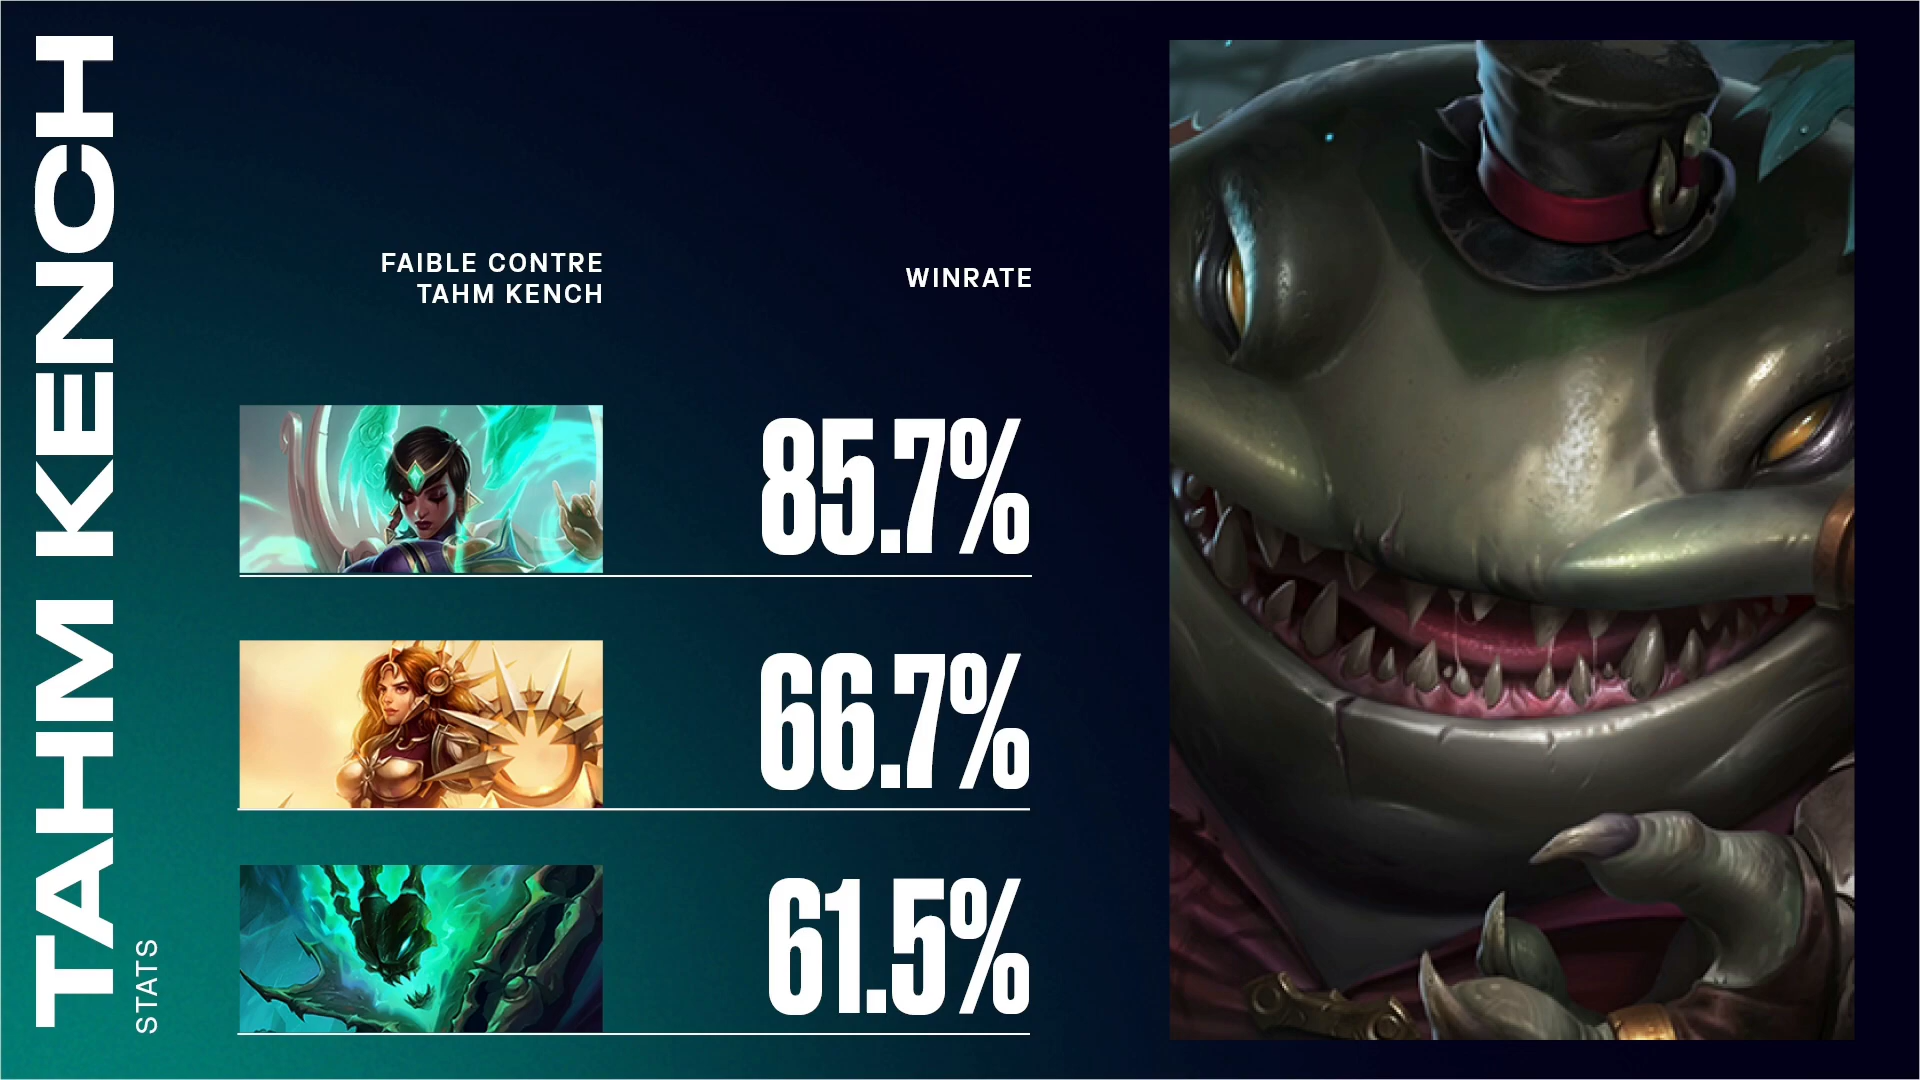 TAHM KENCH
STATS
FAIBLE CONTRE
TAHM KENCH
WINRATE
85.7%
66.7%
61.5%